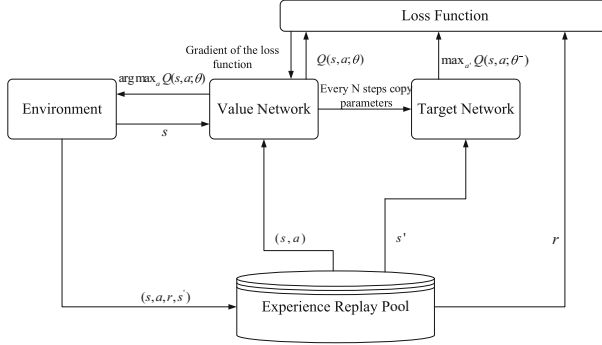 Loss Function
Gradient of the loss
function
Q(s,a;θ)
max_{a'} Q(s,a;θ⁻)
arg max_a Q(s,a;θ)
Environment
Value Network
Every N steps copy
parameters
Target Network
s
(s,a)
s'
r
(s,a,r,s')
Experience Replay Pool